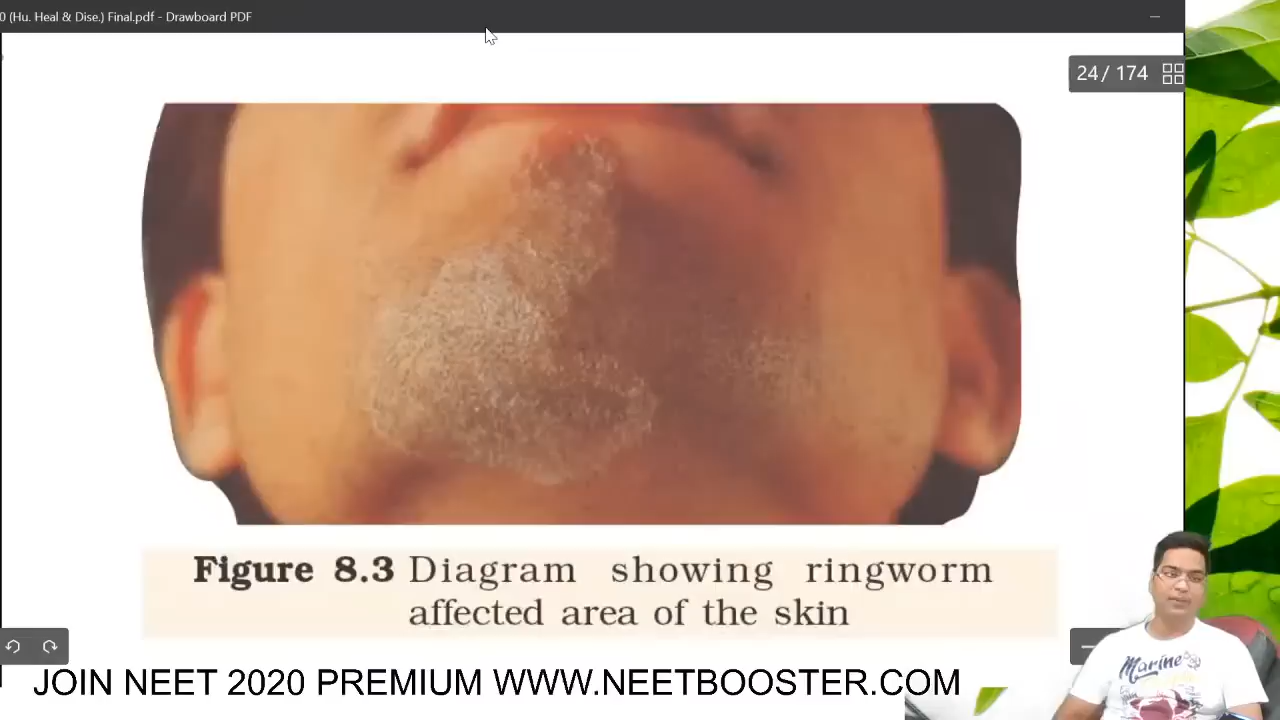 0 (Hu. Heal & Dise.) Final.pdf - Drawboard PDF
24 / 174
Figure 8.3 Diagram showing ringworm
affected area of the skin
Marine
JOIN NEET 2020 PREMIUM WWW.NEETBOOSTER.COM